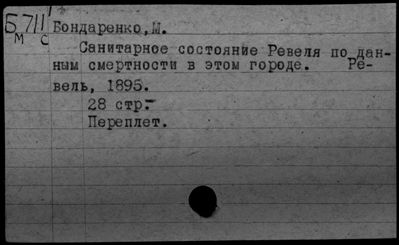 Б711
М С
Бондаренко,М.
Санитарное состояние Ревеля по дан-
ным смертности в этом городе. Ре-
вель, 1895.
28 стр.-
Переплет.